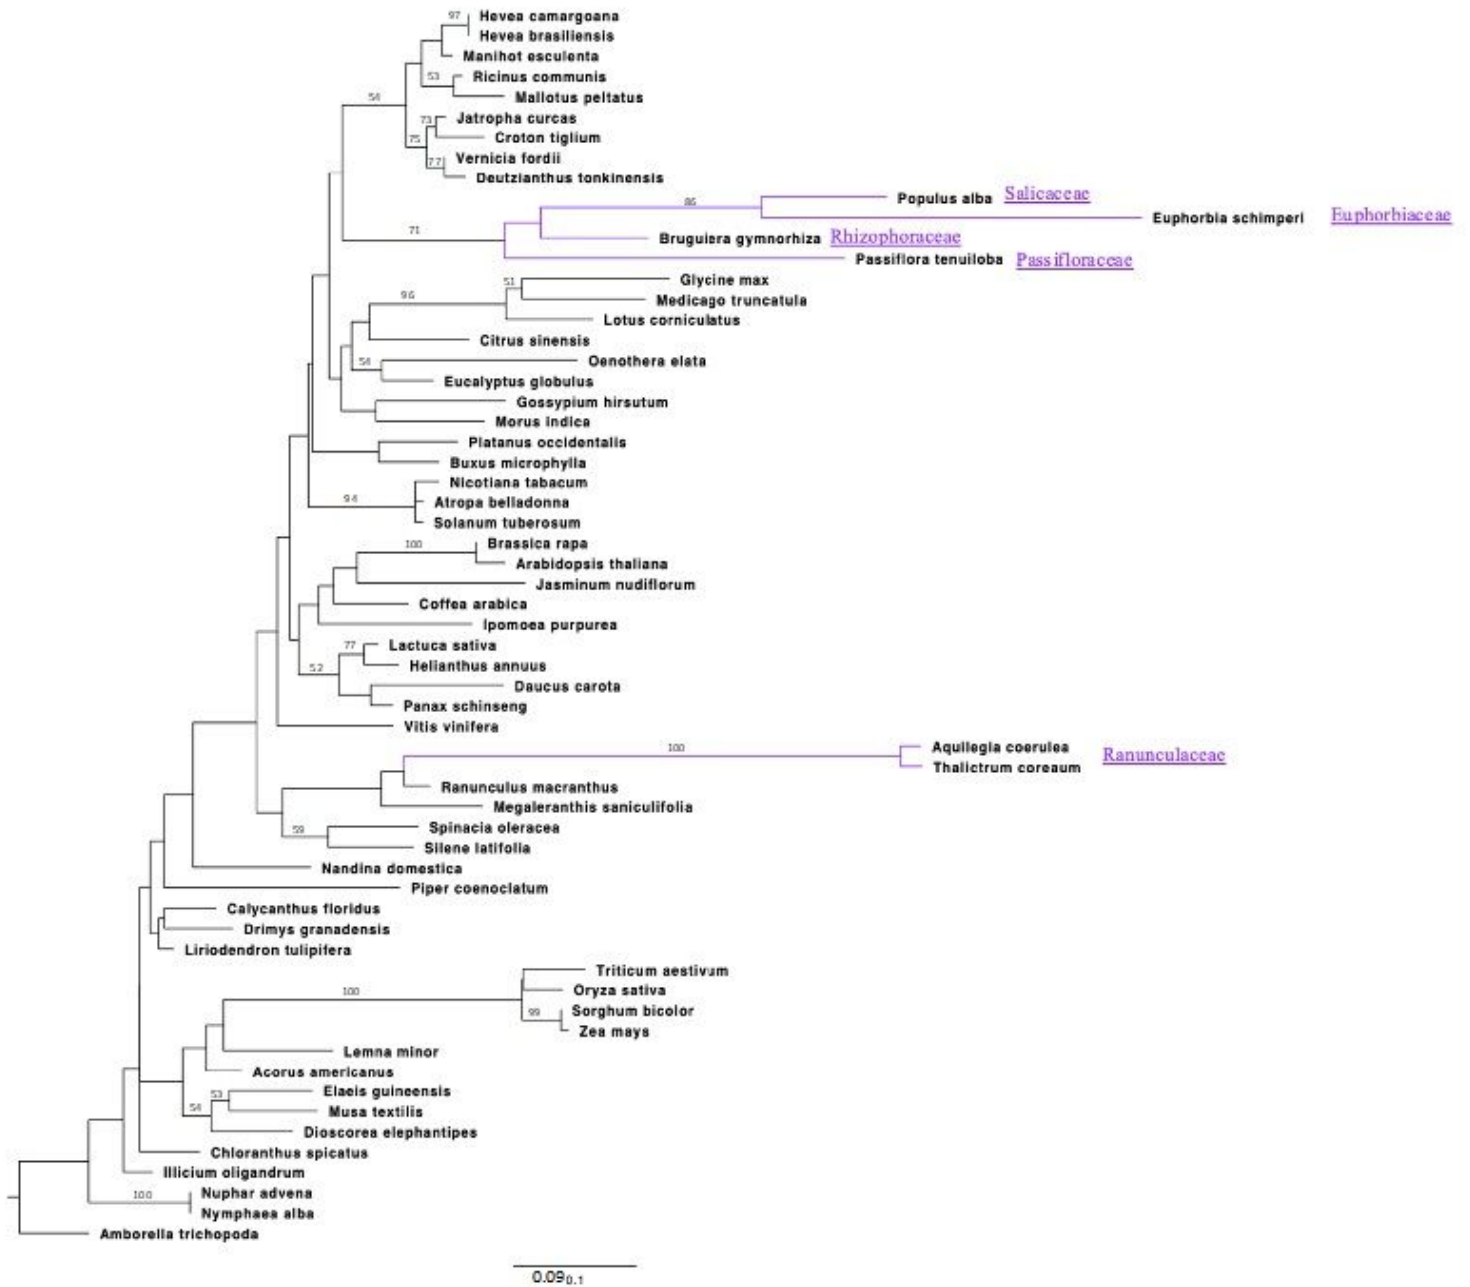 97 Hevea camargoana
Hevea brasiliensis
Manihot esculenta
53 Ricinus communis
54 Mallotus peltatus
73 Jatropha curcas
75 Croton tiglium
77 Vernicia fordii
Deutzianthus tonkinensis
86 Populus alba Salicaceae
Euphorbia schimperi Euphorbiaceae
71 Bruguiera gymnorhiza Rhizophoraceae
Passiflora tenuiloba Passifloraceae
51 Glycine max
96 Medicago truncatula
Lotus corniculatus
Citrus sinensis
54 Oenothera elata
Eucalyptus globulus
Gossypium hirsutum
Morus indica
Platanus occidentalis
Buxus microphylla
Nicotiana tabacum
94 Atropa belladonna
Solanum tuberosum
100 Brassica rapa
Arabidopsis thaliana
Jasminum nudiflorum
Coffea arabica
Ipomoea purpurea
77 Lactuca sativa
52 Helianthus annuus
Daucus carota
Panax schinseng
Vitis vinifera
100 Aquilegia coerulea Ranunculaceae
Thalictrum coreaum
Ranunculus macranthus
Megaleranthis saniculifolia
59 Spinacia oleracea
Silene latifolia
Nandina domestica
Piper coenoclatum
Calycanthus floridus
Drimys granadensis
Liriodendron tulipifera
Triticum aestivum
100 Oryza sativa
99 Sorghum bicolor
Zea mays
Lemna minor
Acorus americanus
53 Elaeis guineensis
54 Musa textilis
Dioscorea elephantipes
Chloranthus spicatus
Illicium oligandrum
100 Nuphar advena
Nymphaea alba
Amborella trichopoda
0.09 0.1